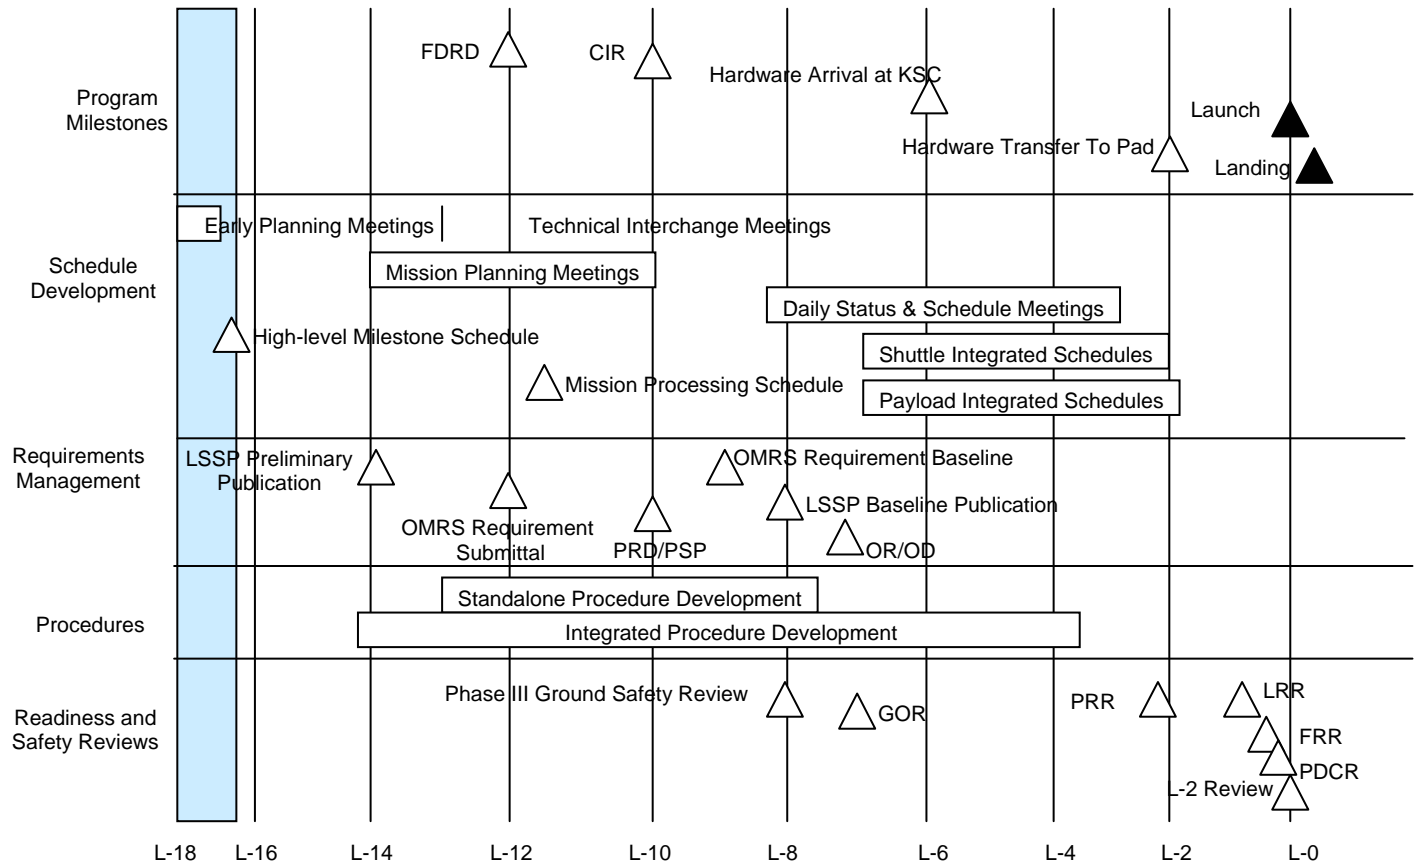 FDRD
CIR
Hardware Arrival at KSC
Program
Milestones
Launch
Hardware Transfer To Pad
Landing
Early Planning Meetings
Technical Interchange Meetings
Schedule
Development
Mission Planning Meetings
Daily Status & Schedule Meetings
High-level Milestone Schedule
Shuttle Integrated Schedules
Mission Processing Schedule
Payload Integrated Schedules
Requirements
Management
LSSP Preliminary
Publication
OMRS Requirement Baseline
LSSP Baseline Publication
OMRS Requirement
Submittal
PRD/PSP
OR/OD
Standalone Procedure Development
Procedures
Integrated Procedure Development
Phase III Ground Safety Review
GOR
PRR
LRR
Readiness and
Safety Reviews
FRR
PDCR
L-2 Review
L-18 L-16 L-14 L-12 L-10 L-8 L-6 L-4 L-2 L-0